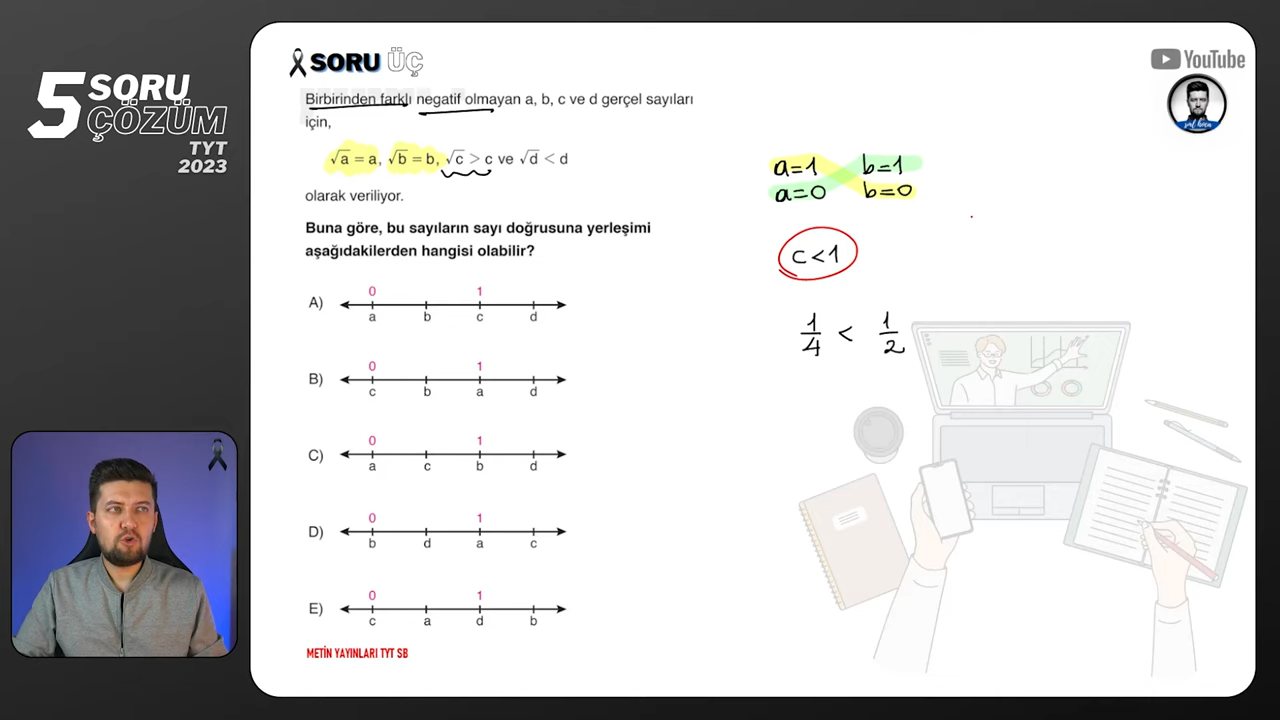 5 SORU
ÇÖZÜM
TYT
2023
SORU ÜÇ
YouTube
Birbirinden farklı negatif olmayan a, b, c ve d gerçel sayıları
için,
√a = a, √b = b, √c > c ve √d < d
olarak veriliyor.
Buna göre, bu sayıların sayı doğrusuna yerleşimi
aşağıdakilerden hangisi olabilir?
a=1 b=1
a=0 b=0
c<1
1/4 < 1/2
A) 0 1
a b c d
B) 0 1
c b a d
C) 0 1
a c b d
D) 0 1
b d a c
E) 0 1
c a d b
METİN YAYINLARI TYT SB